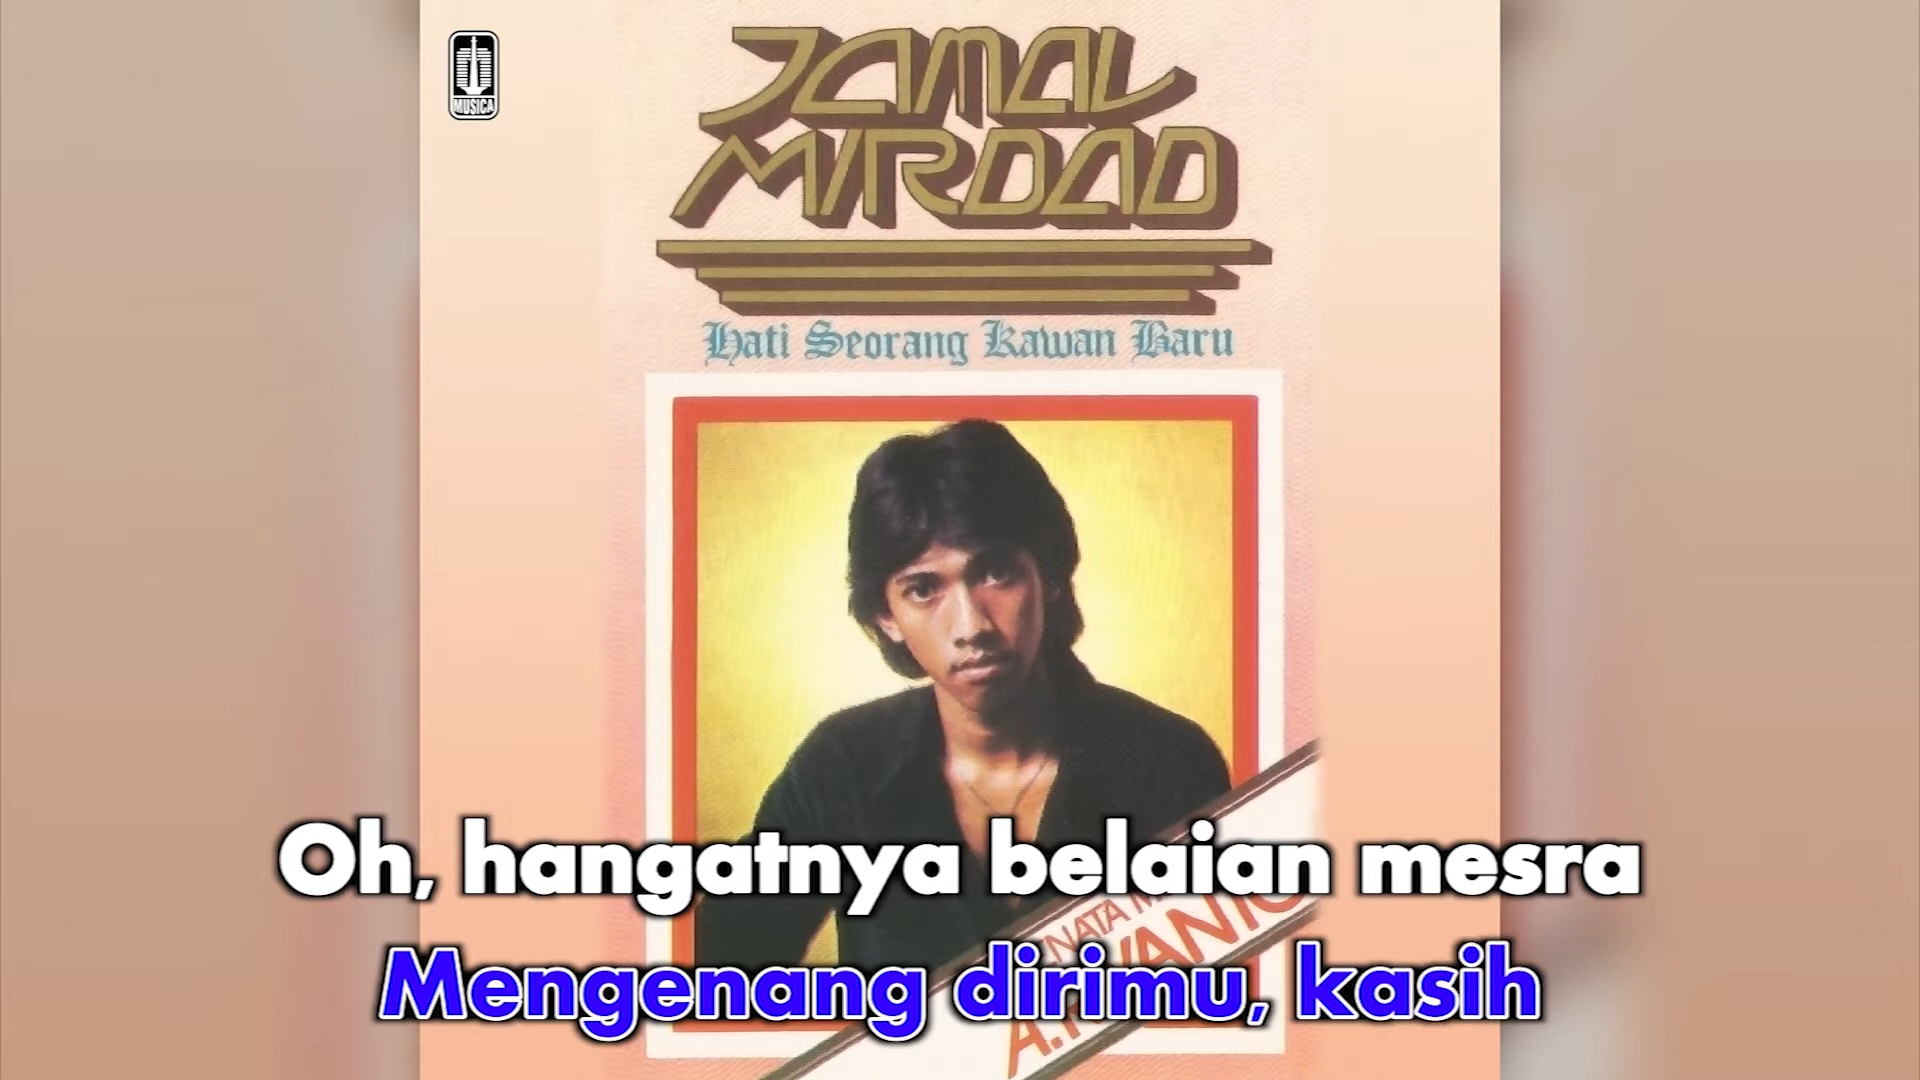 MUSICA
JAMAL
MIRDAD
Hati Seorang Kawan Baru
Oh, hangatnya belaian mesra
Mengenang dirimu, kasih